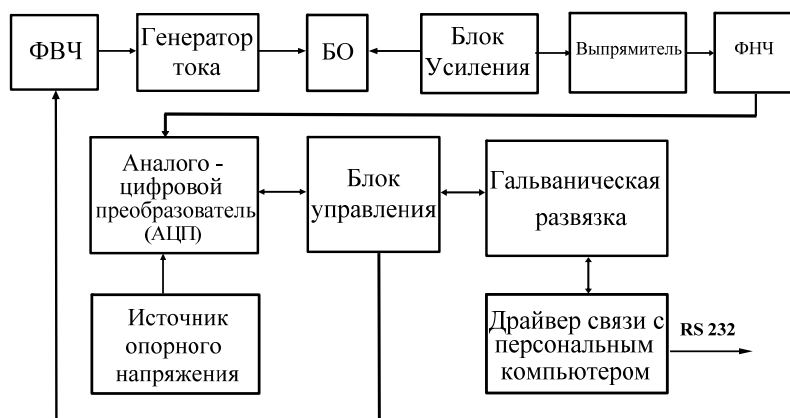 ФВЧ
Генератор
тока
БО
Блок
Усиления
Выпрямитель
ФНЧ
Аналого -
цифровой
преобразователь
(АЦП)
Блок
управления
Гальваническая
развязка
Источник
опорного
напряжения
Драйвер связи с
персональным
компьютером
RS 232